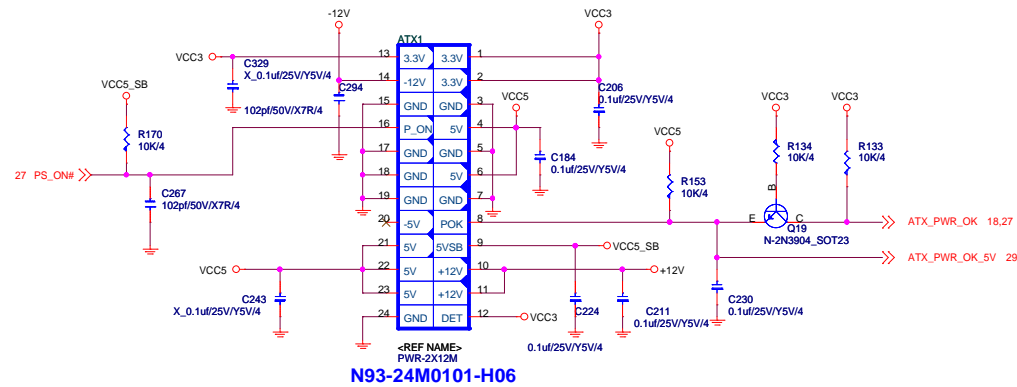 -12V
VCC3
VCC3
ATX1
13 3.3V 3.3V 1
C329
X_0.1uf/25V/Y5V/4
102pf/50V/X7R/4
14 -12V 3.3V 2
C294
C206
0.1uf/25V/Y5V/4
VCC5_SB
VCC5
VCC3
VCC3
15 GND GND 3
16 P_ON 5V 4
R170
10K/4
R134
10K/4
R133
10K/4
VCC5
17 GND GND 5
C184
0.1uf/25V/Y5V/4
27 PS_ON#
18 GND 5V 6
R153
10K/4
C267
102pf/50V/X7R/4
19 GND GND 7
B
20 -5V POK 8
E
C
Q19
N-2N3904_SOT23
ATX_PWR_OK 18,27
21 5V 5VSB 9
VCC5_SB
ATX_PWR_OK_5V 29
VCC5
22 5V +12V 10
+12V
23 5V +12V 11
C243
X_0.1uf/25V/Y5V/4
C224
0.1uf/25V/Y5V/4
C211
0.1uf/25V/Y5V/4
C230
0.1uf/25V/Y5V/4
24 GND DET 12
VCC3
<REF NAME>
PWR-2X12M
N93-24M0101-H06